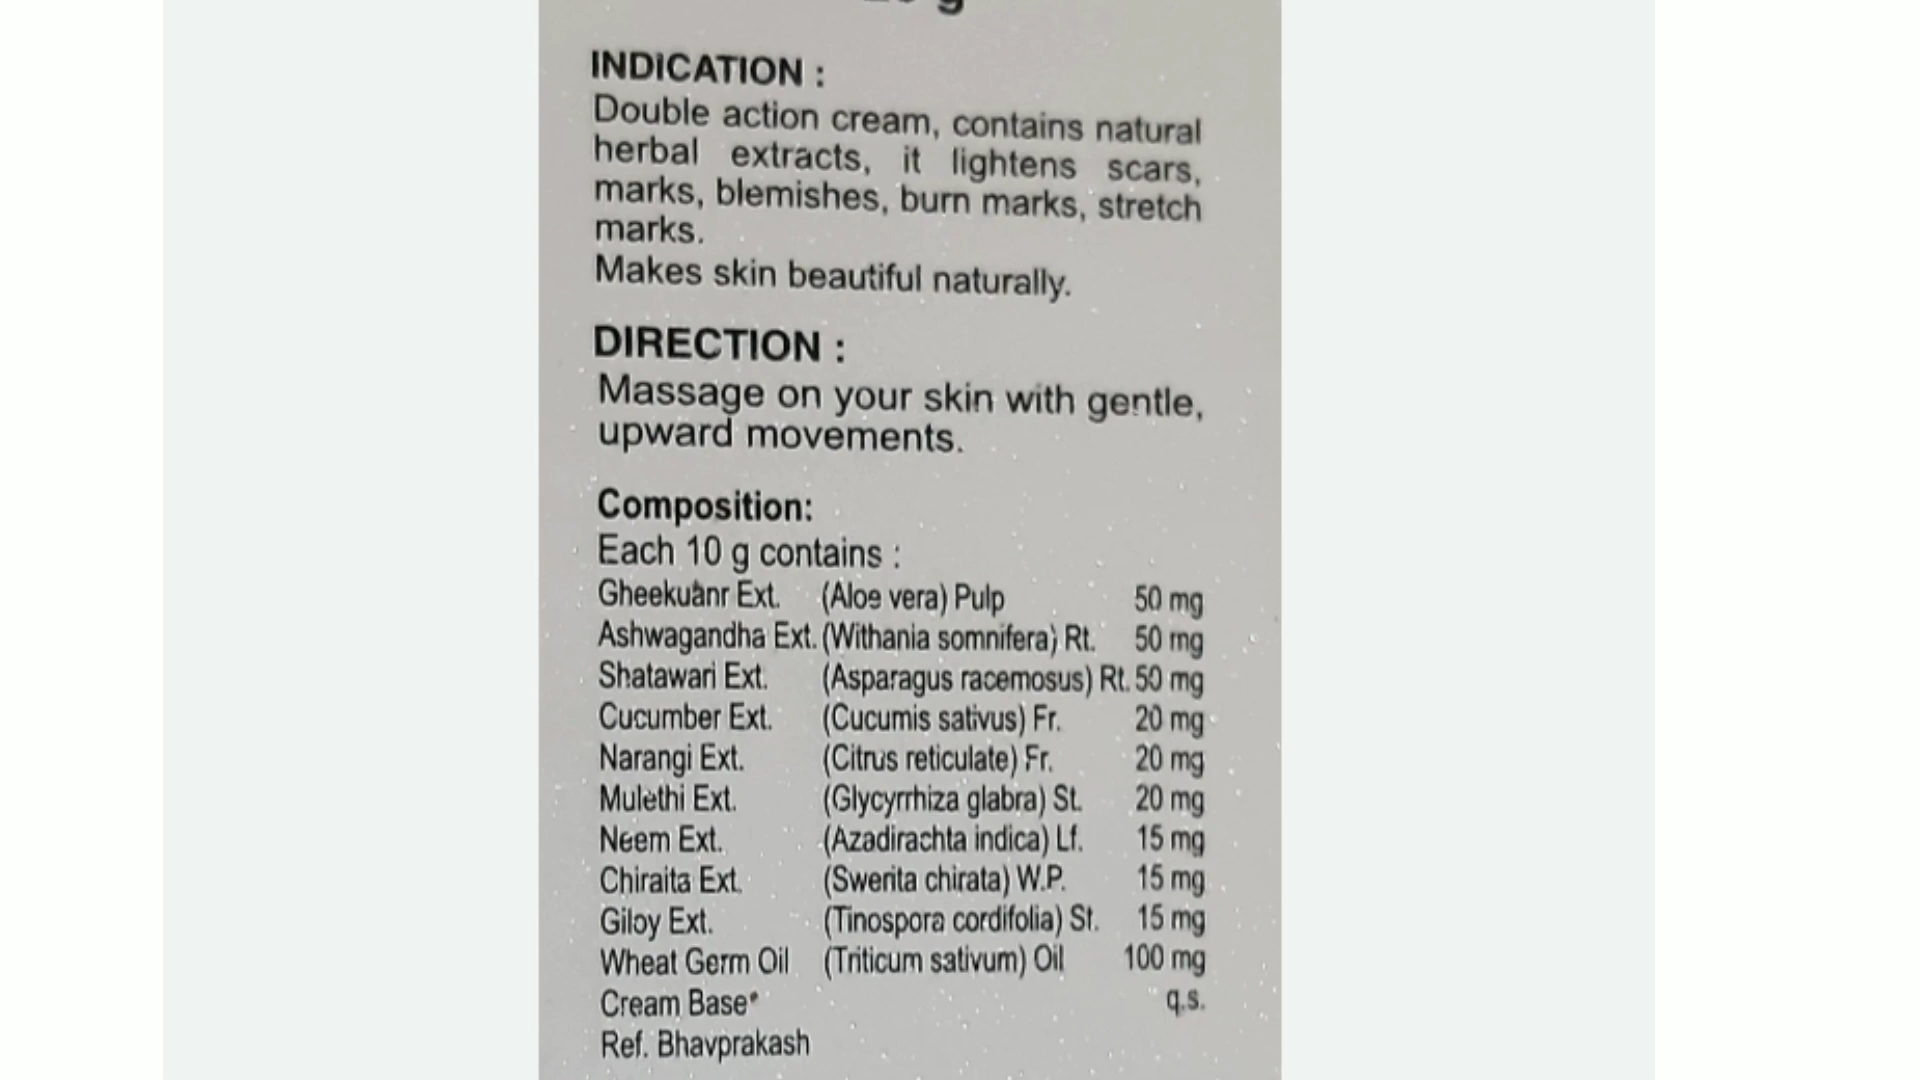 g
INDICATION :
Double action cream, contains natural
herbal extracts, it lightens scars,
marks, blemishes, burn marks, stretch
marks.
Makes skin beautiful naturally.
DIRECTION :
Massage on your skin with gentle,
upward movements.
Composition:
Each 10 g contains :
Gheekuanr Ext. (Aloe vera) Pulp 50 mg
Ashwagandha Ext. (Withania somnifera) Rt. 50 mg
Shatawari Ext. (Asparagus racemosus) Rt. 50 mg
Cucumber Ext. (Cucumis sativus) Fr. 20 mg
Narangi Ext. (Citrus reticulate) Fr. 20 mg
Mulethi Ext. (Glycyrrhiza glabra) St. 20 mg
Neem Ext. (Azadirachta indica) Lf. 15 mg
Chiraita Ext. (Swerita chirata) W.P. 15 mg
Giloy Ext. (Tinospora cordifolia) St. 15 mg
Wheat Germ Oil (Triticum sativum) Oil 100 mg
Cream Base* q.s.
Ref. Bhavprakash